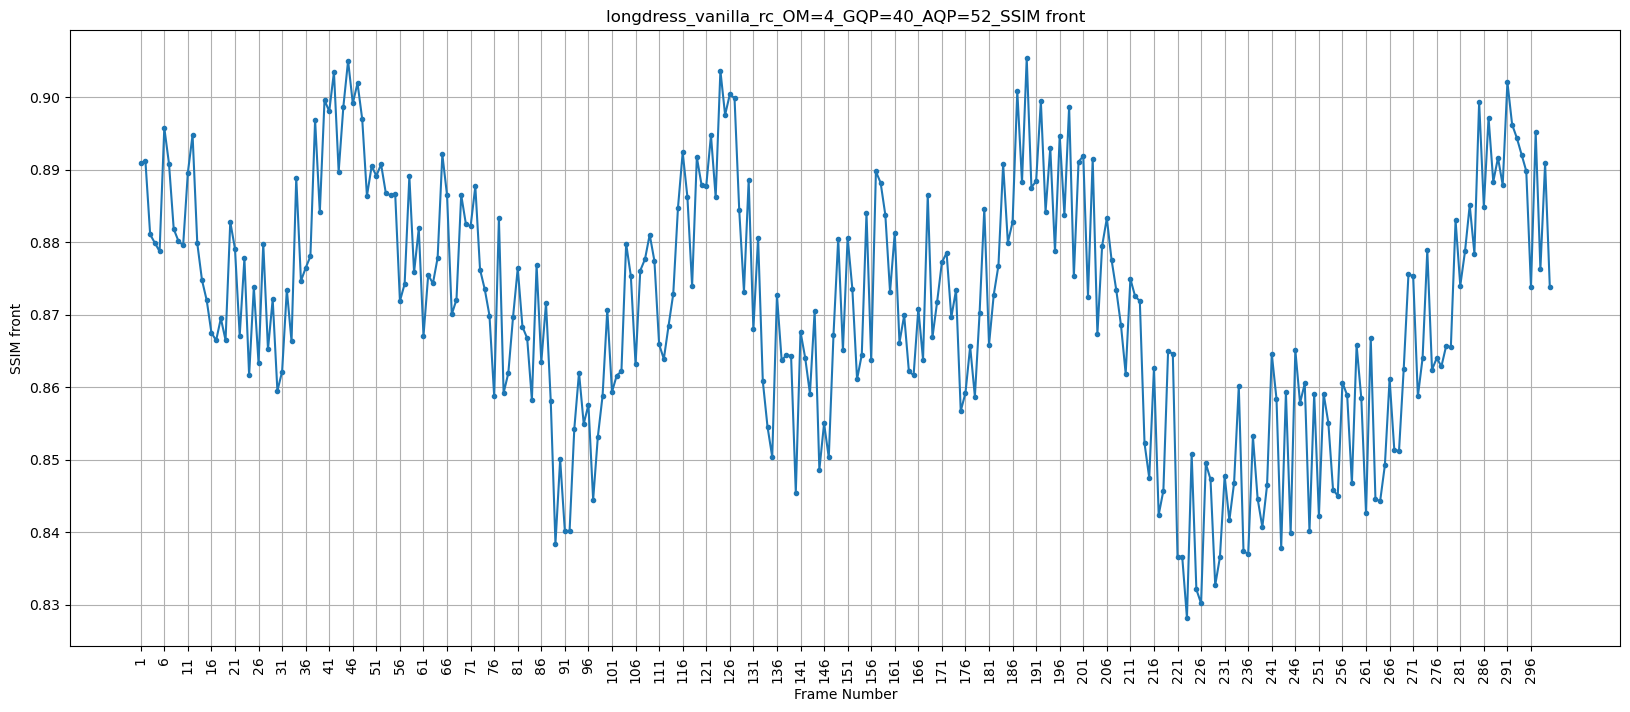 longdress_vanilla_rc_OM=4_GQP=40_AQP=52_SSIM front
SSIM front
0.90
0.89
0.88
0.87
0.86
0.85
0.84
0.83
1 6 11 16 21 26 31 36 41 46 51 56 61 66 71 76 81 86 91 96 101 106 111 116 121 126 131 136 141 146 151 156 161 166 171 176 181 186 191 196 201 206 211 216 221 226 231 236 241 246 251 256 261 266 271 276 281 286 291 296
Frame Number